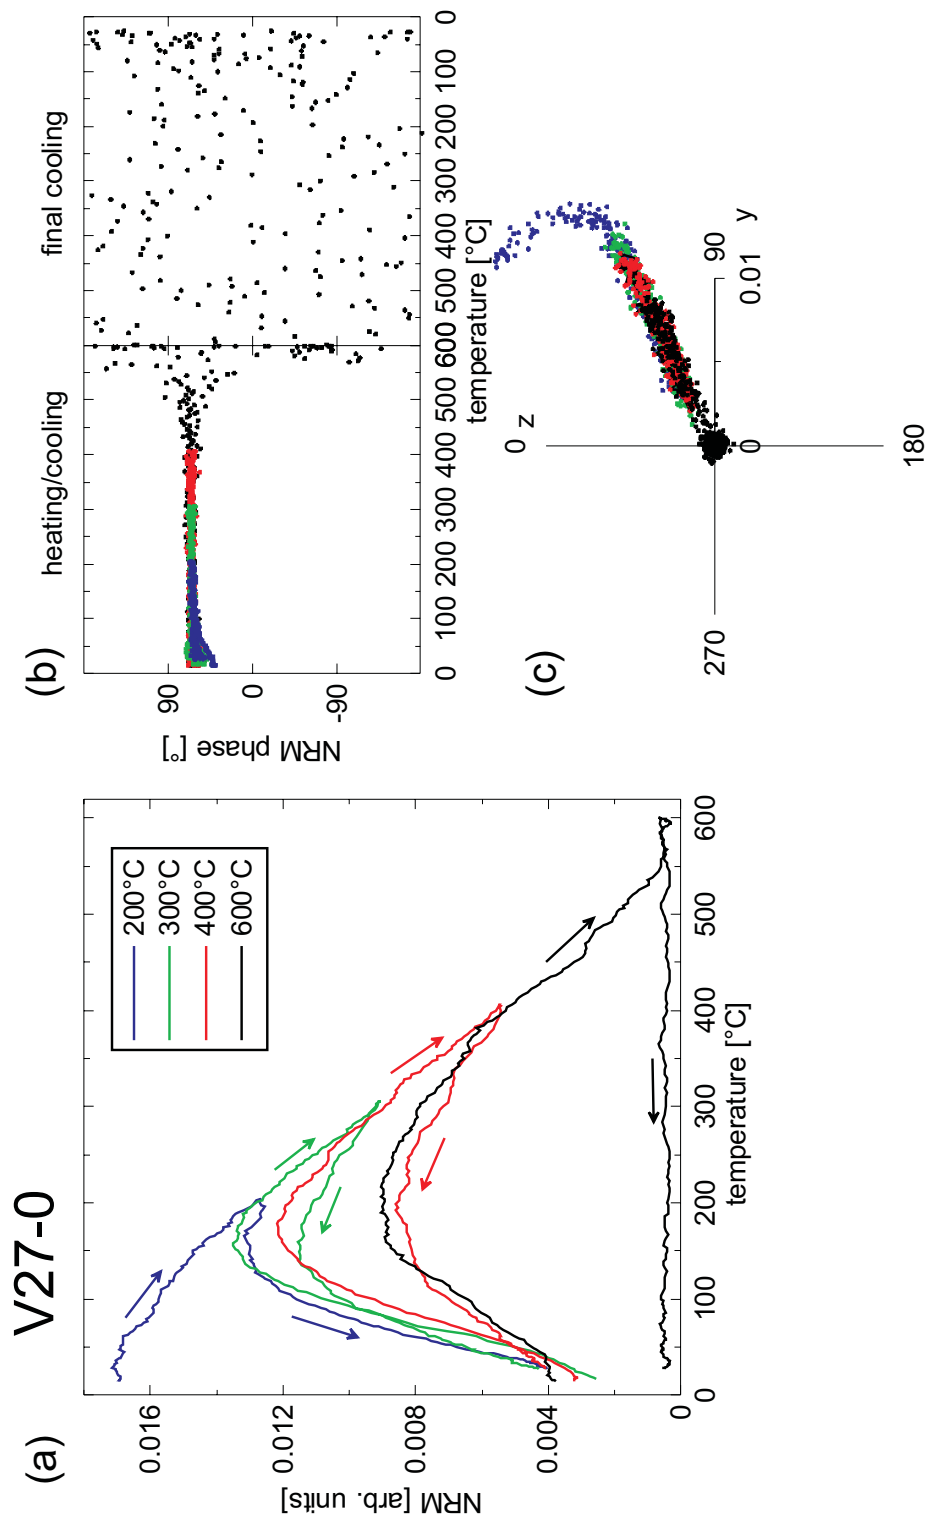 V27-0
(a)
NRM [arb. units]
0.016
0.012
0.008
0.004
0
200°C
300°C
400°C
600°C
0 100 200 300 400 500 600
temperature [°C]
(b)
heating/cooling final cooling
NRM phase [°]
90
0
-90
0 100 200 300 400 500 600 500 400 300 200 100 0
temperature [°C]
(c)
0 z
270
0
0.01
90
y
180